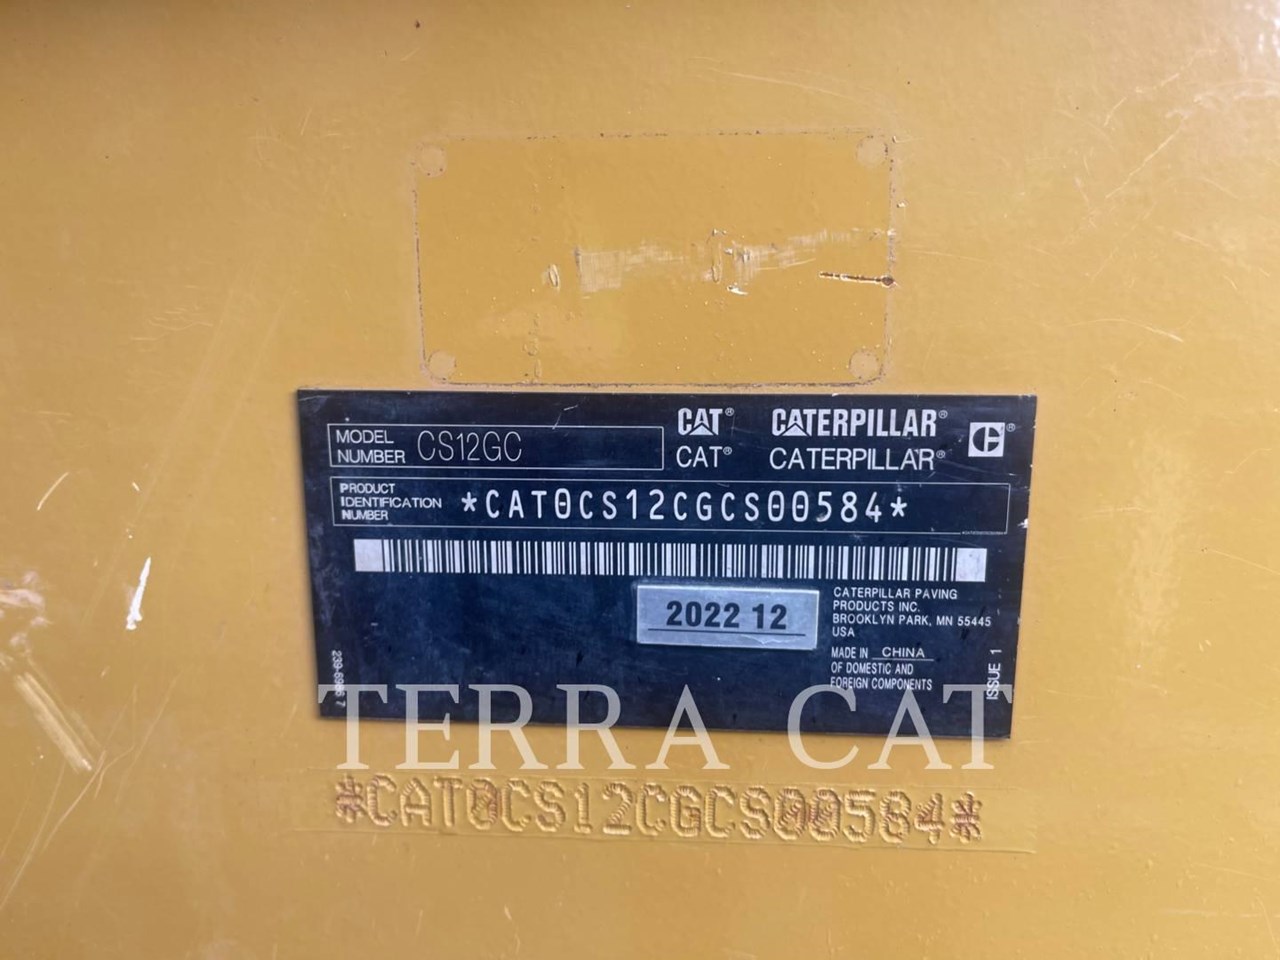 CAT® CATERPILLAR®
CAT® CATERPILLAR®
C ®
MODEL NUMBER CS12GC
PRODUCT IDENTIFICATION NUMBER *CAT0CS12CGCS00584*
2022 12
CATERPILLAR PAVING
PRODUCTS INC.
BROOKLYN PARK, MN 55445
USA
MADE IN CHINA
OF DOMESTIC AND
FOREIGN COMPONENTS
ISSUE 1
TERRA CAT
*CAT0CS12CGCS00584*